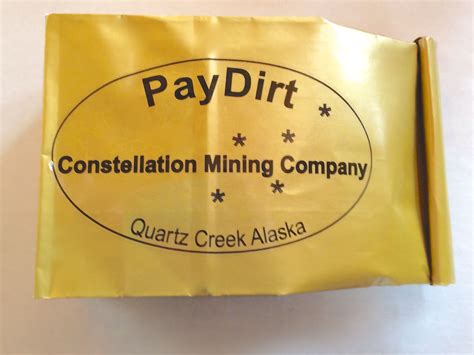 PayDirt
Constellation Mining Company
Quartz Creek Alaska